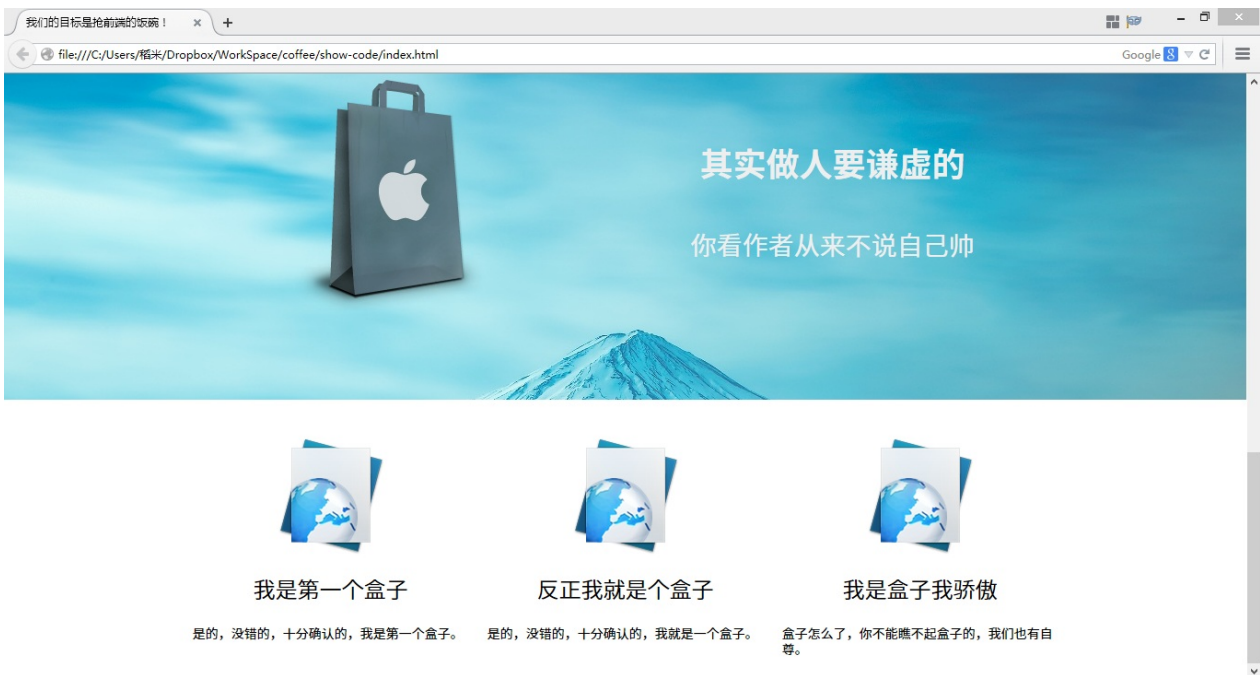 我们的目标是抢前端的饭碗！
file:///C:/Users/稻米/Dropbox/WorkSpace/coffee/show-code/index.html
Google
其实做人要谦虚的
你看作者从来不说自己帅
我是第一个盒子
反正我就是个盒子
我是盒子我骄傲
是的，没错的，十分确认的，我是第一个盒子。
是的，没错的，十分确认的，我就是一个盒子。
盒子怎么了，你不能瞧不起盒子的，我们也有自
尊。